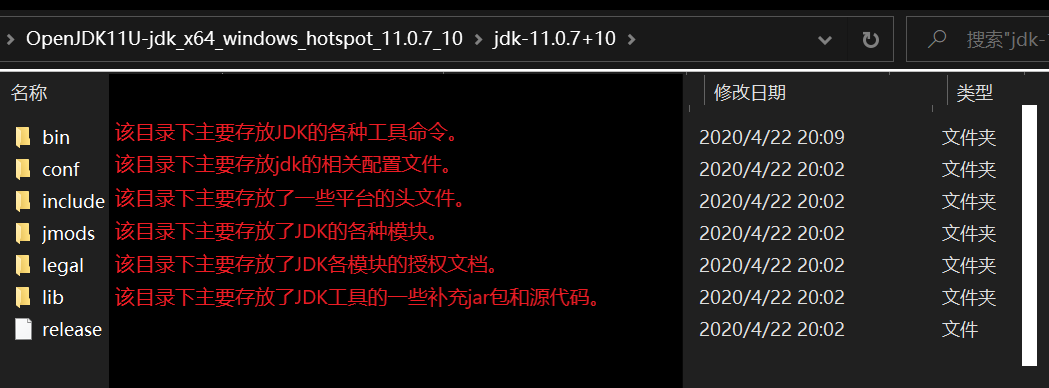 OpenJDK11U-jdk_x64_windows_hotspot_11.0.7_10 > jdk-11.0.7+10 > 搜索"jdk-
名称 修改日期 类型
bin 该目录下主要存放JDK的各种工具命令。 2020/4/22 20:09 文件夹
conf 该目录下主要存放jdk的相关配置文件。 2020/4/22 20:02 文件夹
include 该目录下主要存放了一些平台的头文件。 2020/4/22 20:02 文件夹
jmods 该目录下主要存放了JDK的各种模块。 2020/4/22 20:02 文件夹
legal 该目录下主要存放了JDK各模块的授权文档。 2020/4/22 20:02 文件夹
lib 该目录下主要存放了JDK工具的一些补充jar包和源代码。 2020/4/22 20:02 文件夹
release 2020/4/22 20:02 文件